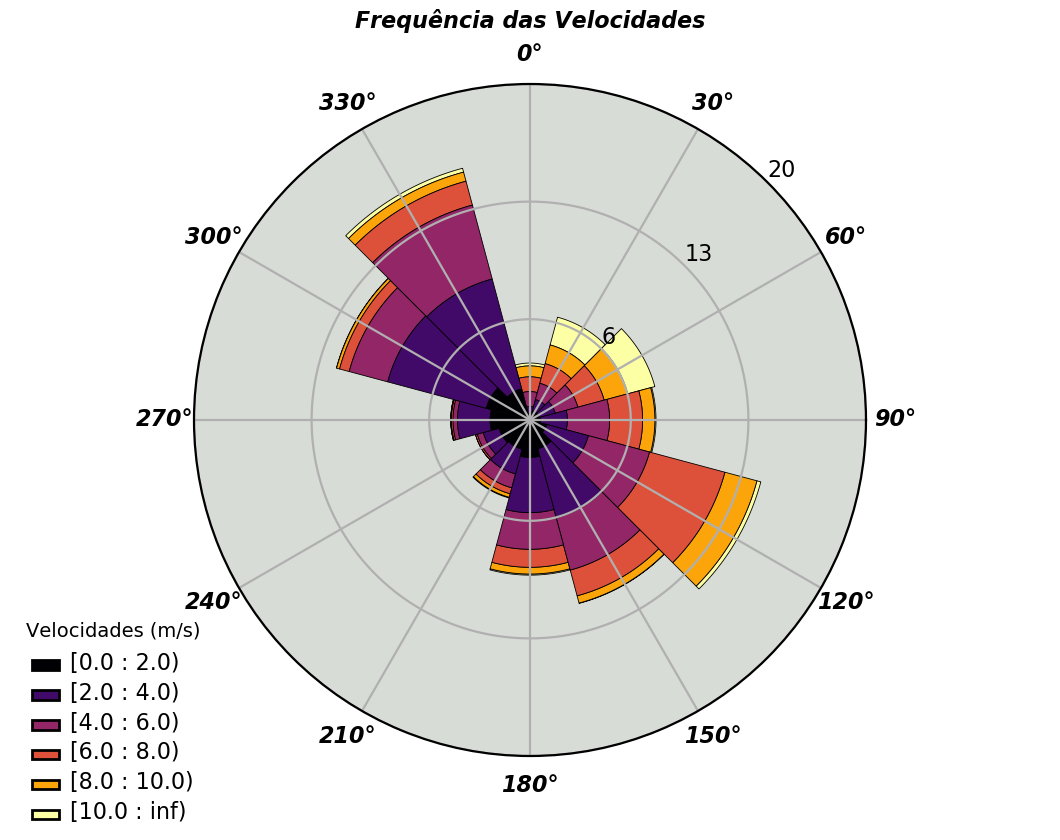 Frequência das Velocidades
0°
330°
30°
20
300°
60°
13
6
270°
90°
240°
120°
210°
150°
180°
Velocidades (m/s)
[0.0 : 2.0)
[2.0 : 4.0)
[4.0 : 6.0)
[6.0 : 8.0)
[8.0 : 10.0)
[10.0 : inf)